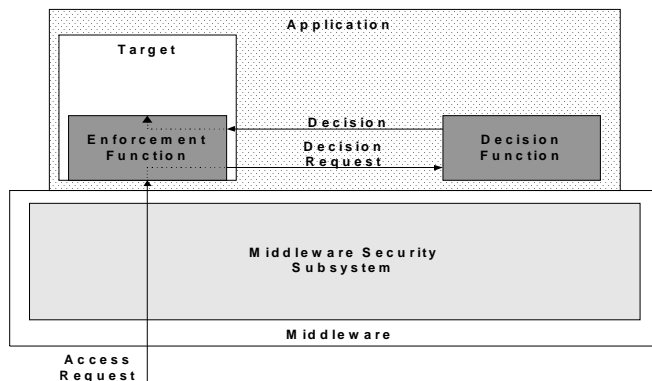 Application
Target
Enforcement
Function
Decision
Decision
Request
Decision
Function
Middleware Security
Subsystem
Middleware
Access
Request